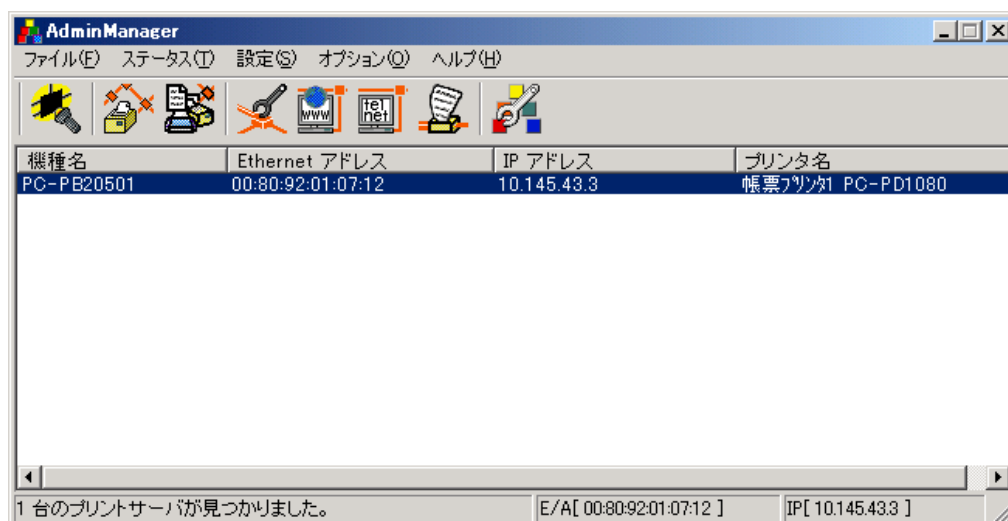 AdminManager
ファイル(F) ステータス(T) 設定(S) オプション(O) ヘルプ(H)
www tel net
機種名 Ethernet アドレス IP アドレス プリンタ名
PC-PB20501 00:80:92:01:07:12 10.145.43.3 帳票ﾌﾟﾘﾝﾀ1 PC-PD1080
1 台のプリントサーバが見つかりました。 E/A[ 00:80:92:01:07:12 ] IP[ 10.145.43.3 ]